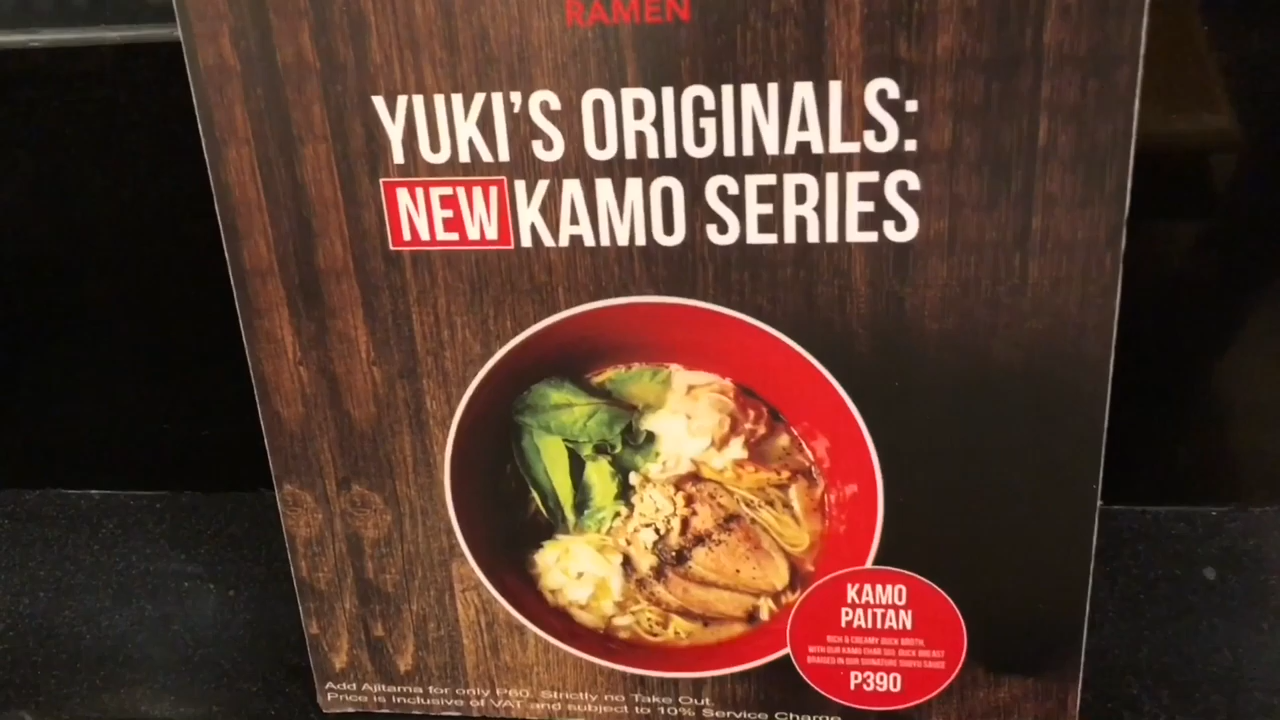 RAMEN
YUKI'S ORIGINALS:
NEW KAMO SERIES
KAMO
PAITAN
RICH & CREAMY DUCK BROTH,
WITH OUR KAMO CHAR SIU: DUCK BREAST
BRAISED IN OUR SIGNATURE SHOYU SAUCE
P390
Add Ajitama for only P60. Strictly no Take Out.
Price is Inclusive of VAT and subject to 10% Service Charge